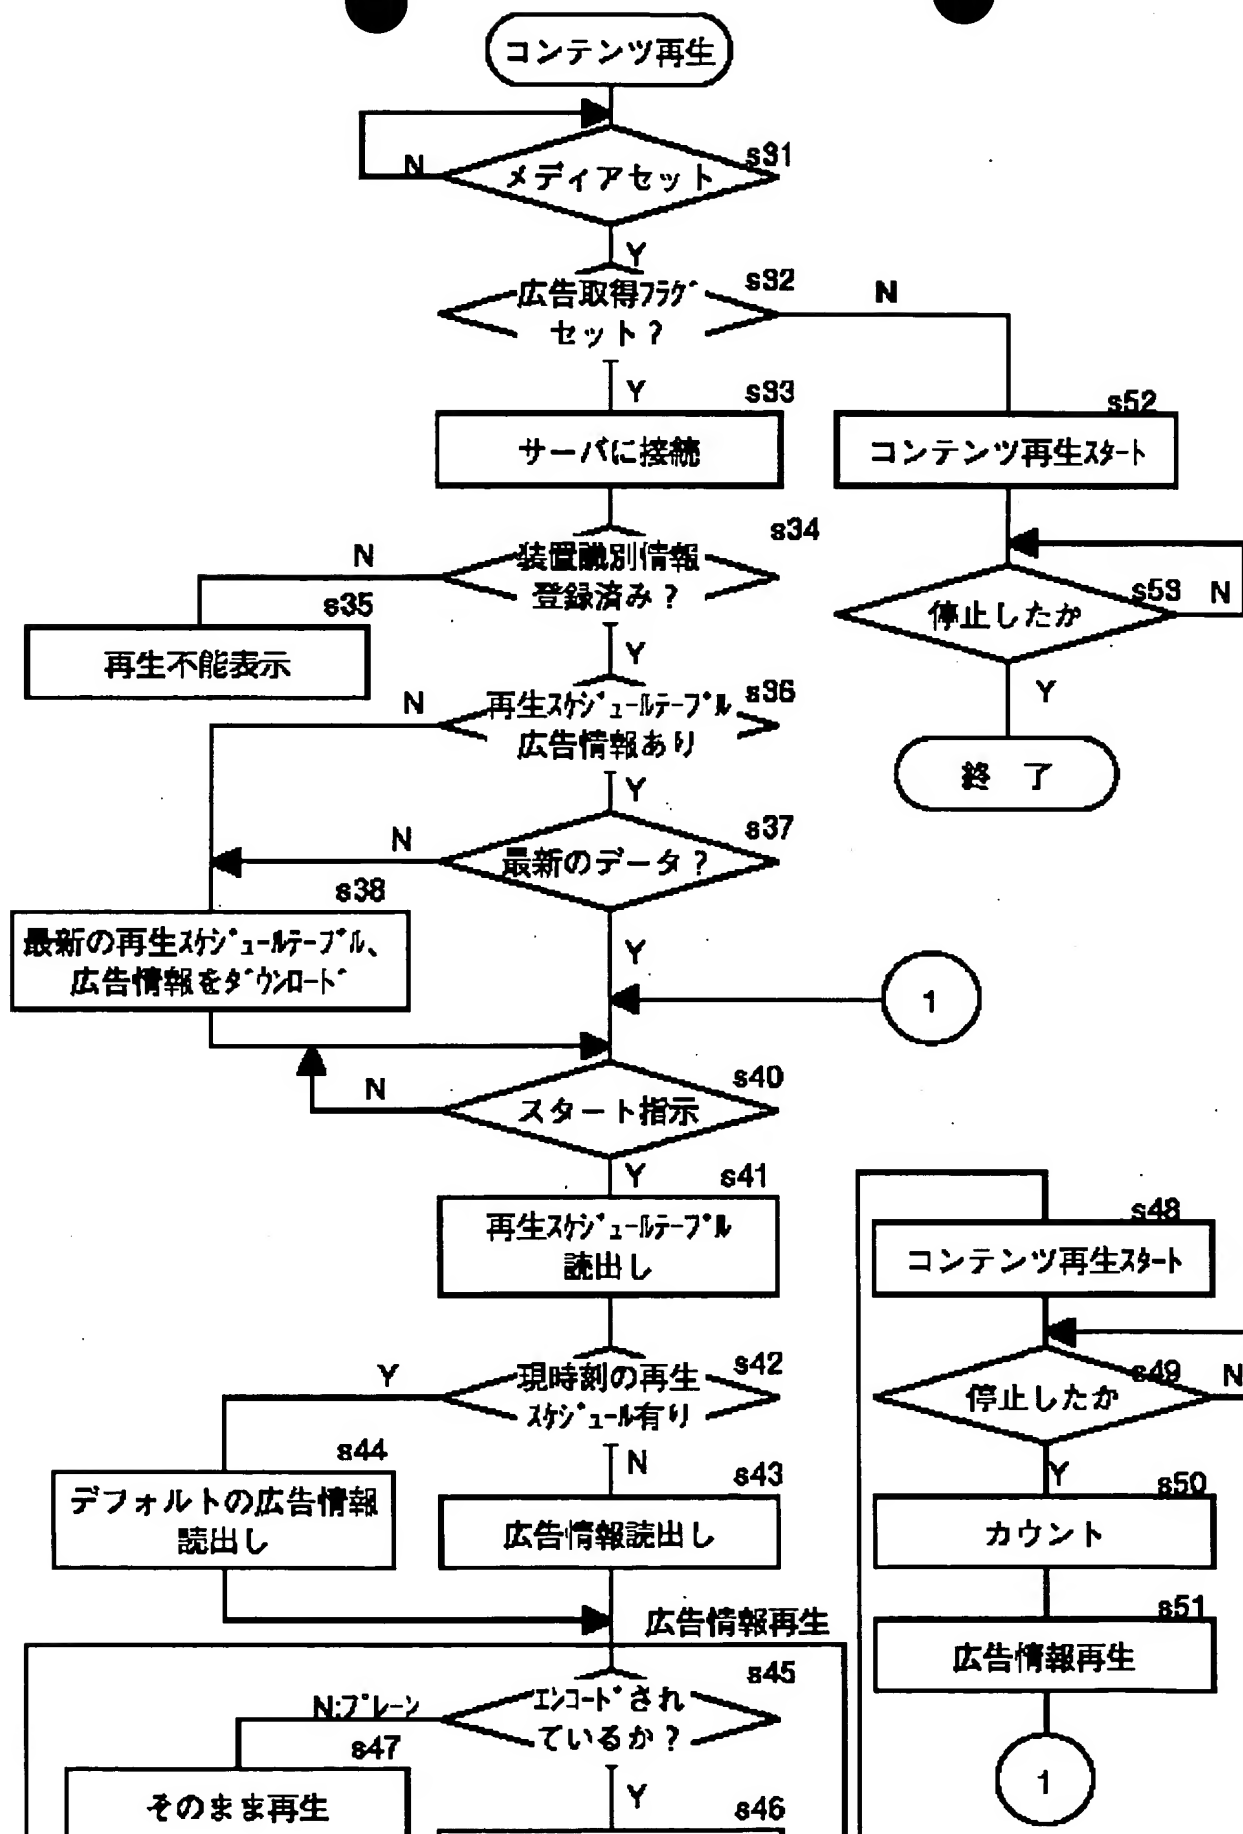 コンテンツ再生
s31
N
メディアセット
Y
s32
広告取得フラグ
セット？
N
Y
s33
サーバに接続
s52
コンテンツ再生スタート
s34
装置識別情報
登録済み？
N
s35
再生不能表示
Y
s53
停止したか
N
Y
終　了
s36
再生スケジュールテーブル
広告情報あり
N
Y
s37
最新のデータ？
N
s38
最新の再生スケジュールテーブル、
広告情報をダウンロード
Y
1
s40
スタート指示
N
Y
s41
再生スケジュールテーブル
読出し
s42
現時刻の再生
スケジュール有り
Y
s44
デフォルトの広告情報
読出し
N
s43
広告情報読出し
広告情報再生
s45
エンコードされ
ているか？
N:プレーン
s47
そのまま再生
Y
s46
s48
コンテンツ再生スタート
s49
停止したか
N
Y
s50
カウント
s51
広告情報再生
1